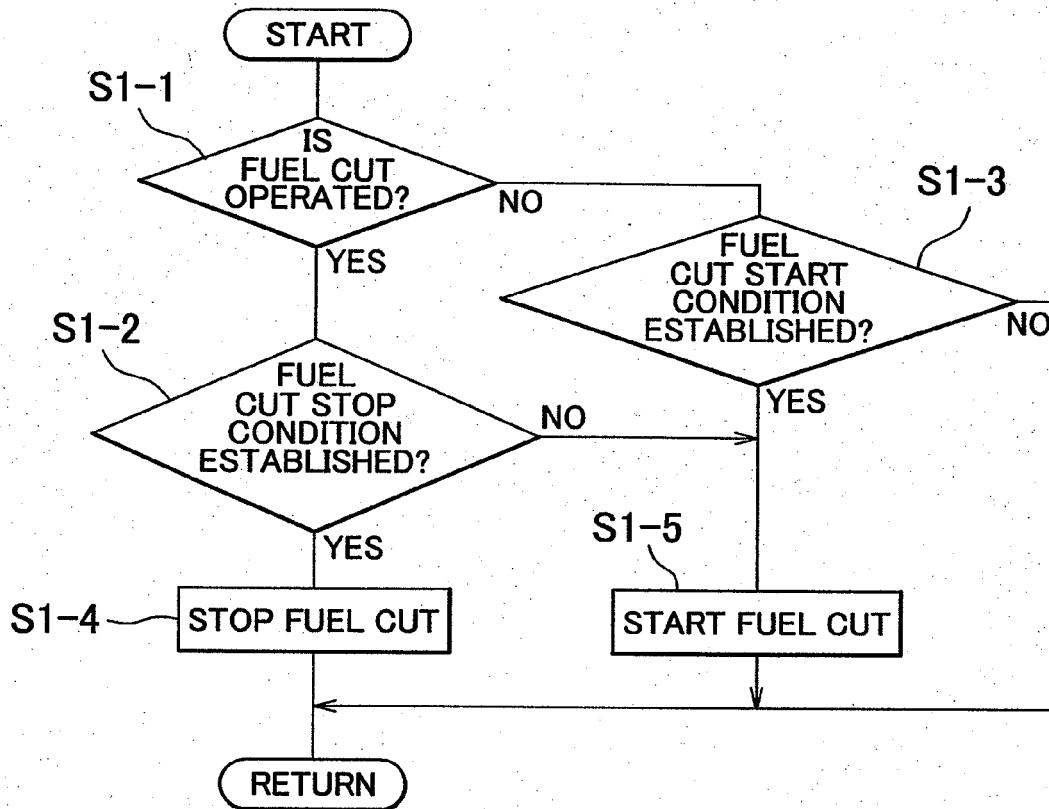 START
S1-1
IS
FUEL CUT
OPERATED?
NO
YES
S1-3
FUEL
CUT START
CONDITION
ESTABLISHED?
NO
YES
S1-2
FUEL
CUT STOP
CONDITION
ESTABLISHED?
NO
YES
S1-5
S1-4
STOP FUEL CUT
START FUEL CUT
RETURN